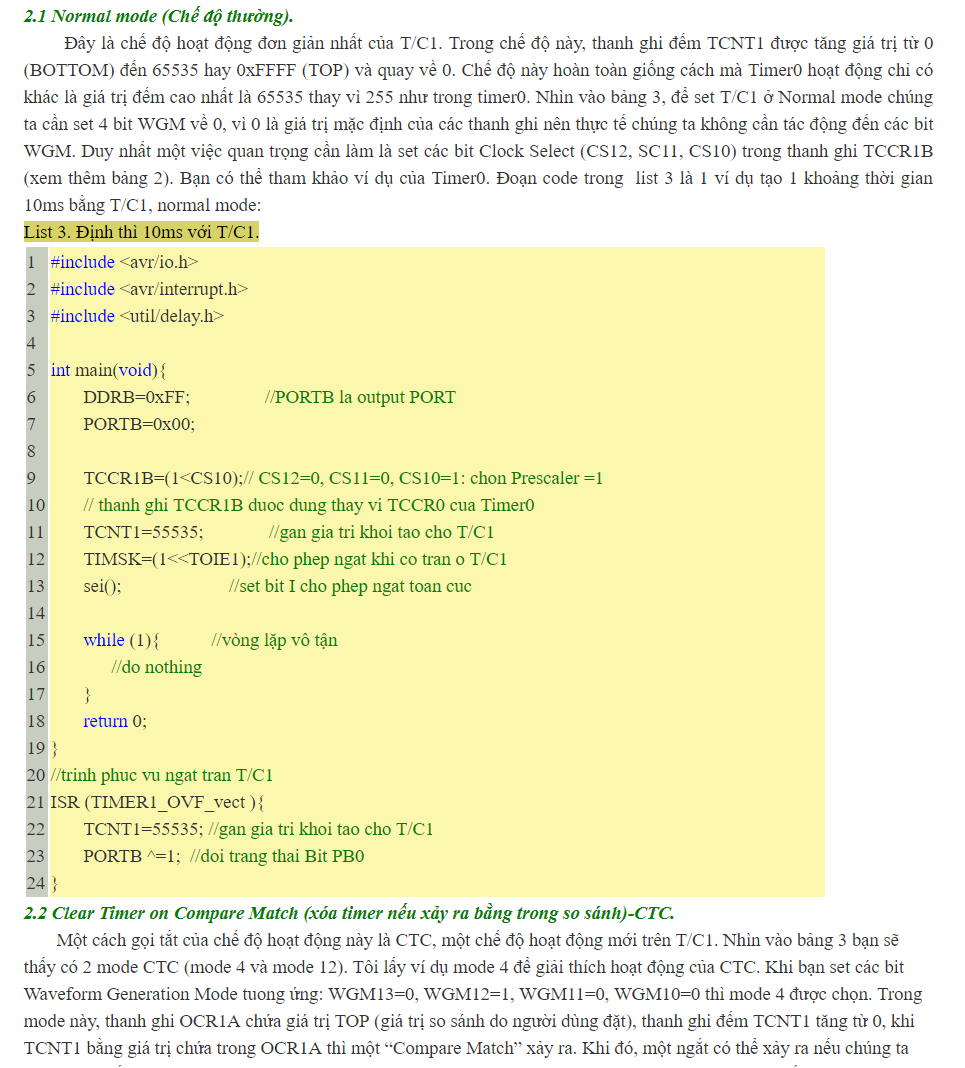 2.1 Normal mode (Chế độ thường).
Đây là chế độ hoạt động đơn giản nhất của T/C1. Trong chế độ này, thanh ghi đếm TCNT1 được tăng giá trị từ 0
(BOTTOM) đến 65535 hay 0xFFFF (TOP) và quay về 0. Chế độ này hoàn toàn giống cách mà Timer0 hoạt động chỉ có
khác là giá trị đếm cao nhất là 65535 thay vì 255 như trong timer0. Nhìn vào bảng 3, để set T/C1 ở Normal mode chúng
ta cần set 4 bit WGM về 0, vì 0 là giá trị mặc định của các thanh ghi nên thực tế chúng ta không cần tác động đến các bit
WGM. Duy nhất một việc quan trọng cần làm là set các bit Clock Select (CS12, SC11, CS10) trong thanh ghi TCCR1B
(xem thêm bảng 2). Bạn có thể tham khảo ví dụ của Timer0. Đoạn code trong list 3 là 1 ví dụ tạo 1 khoảng thời gian
10ms bằng T/C1, normal mode:
List 3. Định thì 10ms với T/C1.
1 #include <avr/io.h>
2 #include <avr/interrupt.h>
3 #include <util/delay.h>
4
5 int main(void){
6 DDRB=0xFF; //PORTB la output PORT
7 PORTB=0x00;
8
9 TCCR1B=(1<CS10);// CS12=0, CS11=0, CS10=1: chon Prescaler =1
10 // thanh ghi TCCR1B duoc dung thay vi TCCR0 cua Timer0
11 TCNT1=55535; //gan gia tri khoi tao cho T/C1
12 TIMSK=(1<<TOIE1);//cho phep ngat khi co tran o T/C1
13 sei(); //set bit I cho phep ngat toan cuc
14
15 while (1){ //vòng lặp vô tận
16 //do nothing
17 }
18 return 0;
19 }
20 //trinh phuc vu ngat tran T/C1
21 ISR (TIMER1_OVF_vect ){
22 TCNT1=55535; //gan gia tri khoi tao cho T/C1
23 PORTB ^=1; //doi trang thai Bit PB0
24 }
2.2 Clear Timer on Compare Match (xóa timer nếu xảy ra bằng trong so sánh)-CTC.
Một cách gọi tắt của chế độ hoạt động này là CTC, một chế độ hoạt động mới trên T/C1. Nhìn vào bảng 3 bạn sẽ
thấy có 2 mode CTC (mode 4 và mode 12). Tôi lấy ví dụ mode 4 để giải thích hoạt động của CTC. Khi bạn set các bit
Waveform Generation Mode tuong ứng: WGM13=0, WGM12=1, WGM11=0, WGM10=0 thì mode 4 được chọn. Trong
mode này, thanh ghi OCR1A chứa giá trị TOP (giá trị so sánh do người dùng đặt), thanh ghi đếm TCNT1 tăng từ 0, khi
TCNT1 bằng giá trị chứa trong OCR1A thì một “Compare Match” xảy ra. Khi đó, một ngắt có thể xảy ra nếu chúng ta